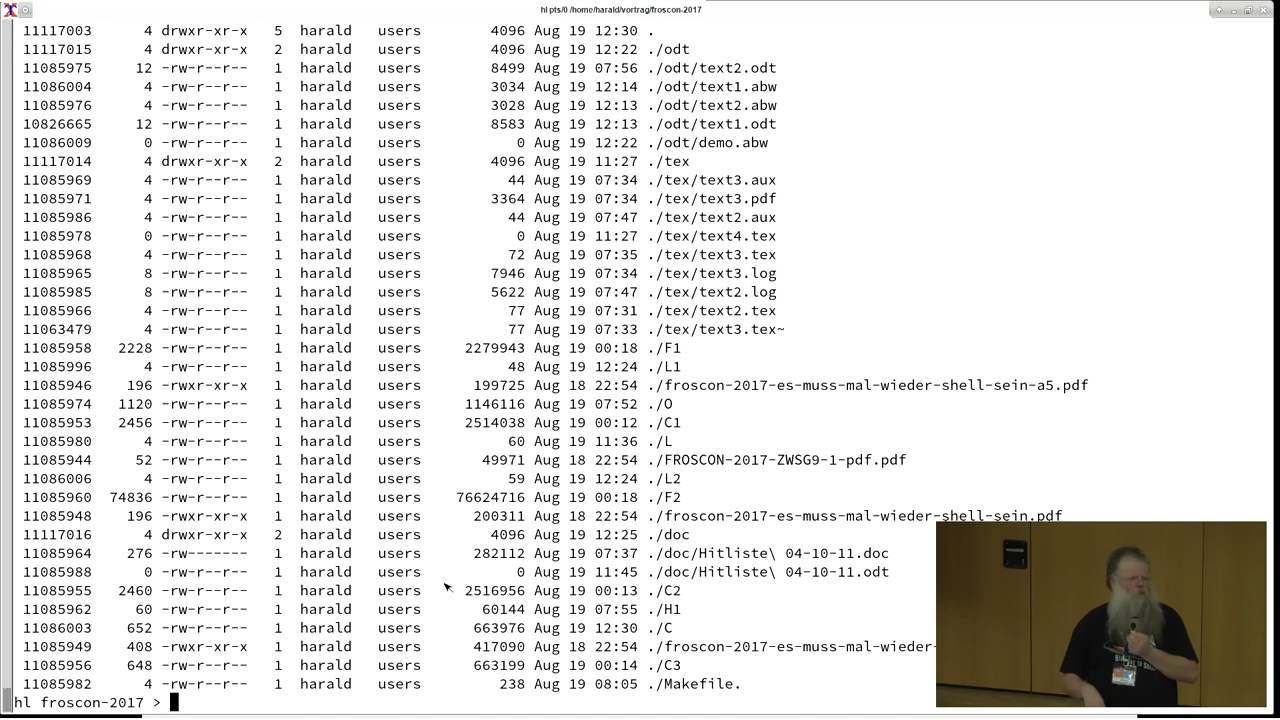 hl pts/0 /home/harald/vortrag/froscon-2017
11117003 4 drwxr-xr-x 5 harald users 4096 Aug 19 12:30 .
11117015 4 drwxr-xr-x 2 harald users 4096 Aug 19 12:22 ./odt
11085975 12 -rw-r--r-- 1 harald users 8499 Aug 19 07:56 ./odt/text2.odt
11086004 4 -rw-r--r-- 1 harald users 3034 Aug 19 12:14 ./odt/text1.abw
11085976 4 -rw-r--r-- 1 harald users 3028 Aug 19 12:13 ./odt/text2.abw
10826665 12 -rw-r--r-- 1 harald users 8583 Aug 19 12:13 ./odt/text1.odt
11086009 0 -rw-r--r-- 1 harald users 0 Aug 19 12:22 ./odt/demo.abw
11117014 4 drwxr-xr-x 2 harald users 4096 Aug 19 11:27 ./tex
11085969 4 -rw-r--r-- 1 harald users 44 Aug 19 07:34 ./tex/text3.aux
11085971 4 -rw-r--r-- 1 harald users 3364 Aug 19 07:34 ./tex/text3.pdf
11085986 4 -rw-r--r-- 1 harald users 44 Aug 19 07:47 ./tex/text2.aux
11085978 0 -rw-r--r-- 1 harald users 0 Aug 19 11:27 ./tex/text4.tex
11085968 4 -rw-r--r-- 1 harald users 72 Aug 19 07:35 ./tex/text3.tex
11085965 8 -rw-r--r-- 1 harald users 7946 Aug 19 07:34 ./tex/text3.log
11085985 8 -rw-r--r-- 1 harald users 5622 Aug 19 07:47 ./tex/text2.log
11085966 4 -rw-r--r-- 1 harald users 77 Aug 19 07:31 ./tex/text2.tex
11063479 4 -rw-r--r-- 1 harald users 77 Aug 19 07:33 ./tex/text3.tex~
11085958 2228 -rw-r--r-- 1 harald users 2279943 Aug 19 00:18 ./F1
11085996 4 -rw-r--r-- 1 harald users 48 Aug 19 12:24 ./L1
11085946 196 -rwxr-xr-x 1 harald users 199725 Aug 18 22:54 ./froscon-2017-es-muss-mal-wieder-shell-sein-a5.pdf
11085974 1120 -rw-r--r-- 1 harald users 1146116 Aug 19 07:52 ./O
11085953 2456 -rw-r--r-- 1 harald users 2514038 Aug 19 00:12 ./C1
11085980 4 -rw-r--r-- 1 harald users 60 Aug 19 11:36 ./L
11085944 52 -rw-r--r-- 1 harald users 49971 Aug 18 22:54 ./FROSCON-2017-ZWSG9-1-pdf.pdf
11086006 4 -rw-r--r-- 1 harald users 59 Aug 19 12:24 ./L2
11085960 74836 -rw-r--r-- 1 harald users 76624716 Aug 19 00:18 ./F2
11085948 196 -rwxr-xr-x 1 harald users 200311 Aug 18 22:54 ./froscon-2017-es-muss-mal-wieder-shell-sein.pdf
11117016 4 drwxr-xr-x 2 harald users 4096 Aug 19 12:25 ./doc
11085964 276 -rw------- 1 harald users 282112 Aug 19 07:37 ./doc/Hitliste\ 04-10-11.doc
11085988 0 -rw-r--r-- 1 harald users 0 Aug 19 11:45 ./doc/Hitliste\ 04-10-11.odt
11085955 2460 -rw-r--r-- 1 harald users 2516956 Aug 19 00:13 ./C2
11085962 60 -rw-r--r-- 1 harald users 60144 Aug 19 07:55 ./H1
11086003 652 -rw-r--r-- 1 harald users 663976 Aug 19 12:30 ./C
11085949 408 -rwxr-xr-x 1 harald users 417090 Aug 18 22:54 ./froscon-2017-es-muss-mal-wieder-
11085956 648 -rw-r--r-- 1 harald users 663199 Aug 19 00:14 ./C3
11085982 4 -rw-r--r-- 1 harald users 238 Aug 19 08:05 ./Makefile.
hl froscon-2017 >